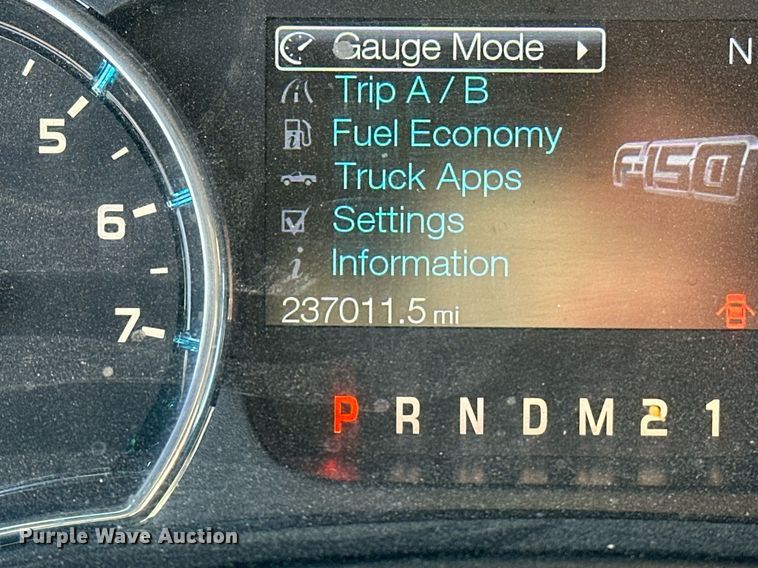 Gauge Mode
N
Trip A / B
Fuel Economy
F-150
Truck Apps
Settings
Information
237011.5 mi
5
6
7
P R N D M 2 1
Purple Wave Auction